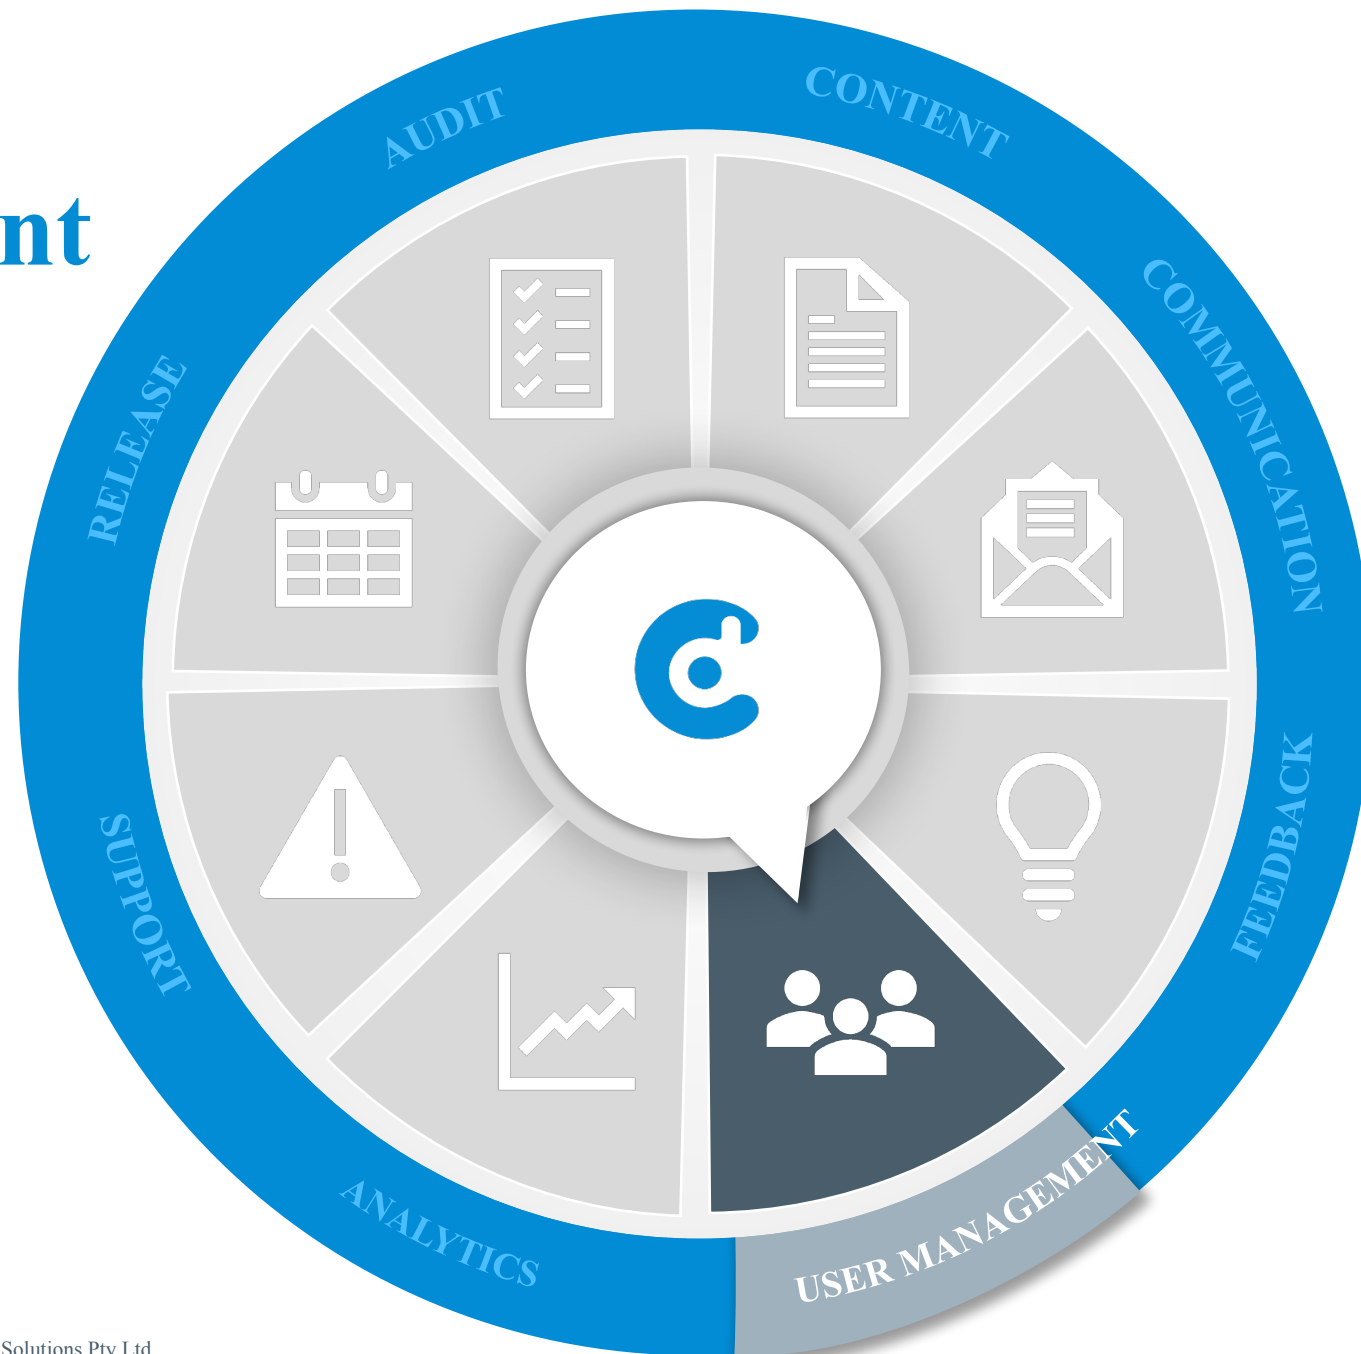 nt
AUDIT
CONTENT
COMMUNICATION
RELEASE
FEEDBACK
SUPPORT
ANALYTICS
USER MANAGEMENT
Solutions Pty Ltd